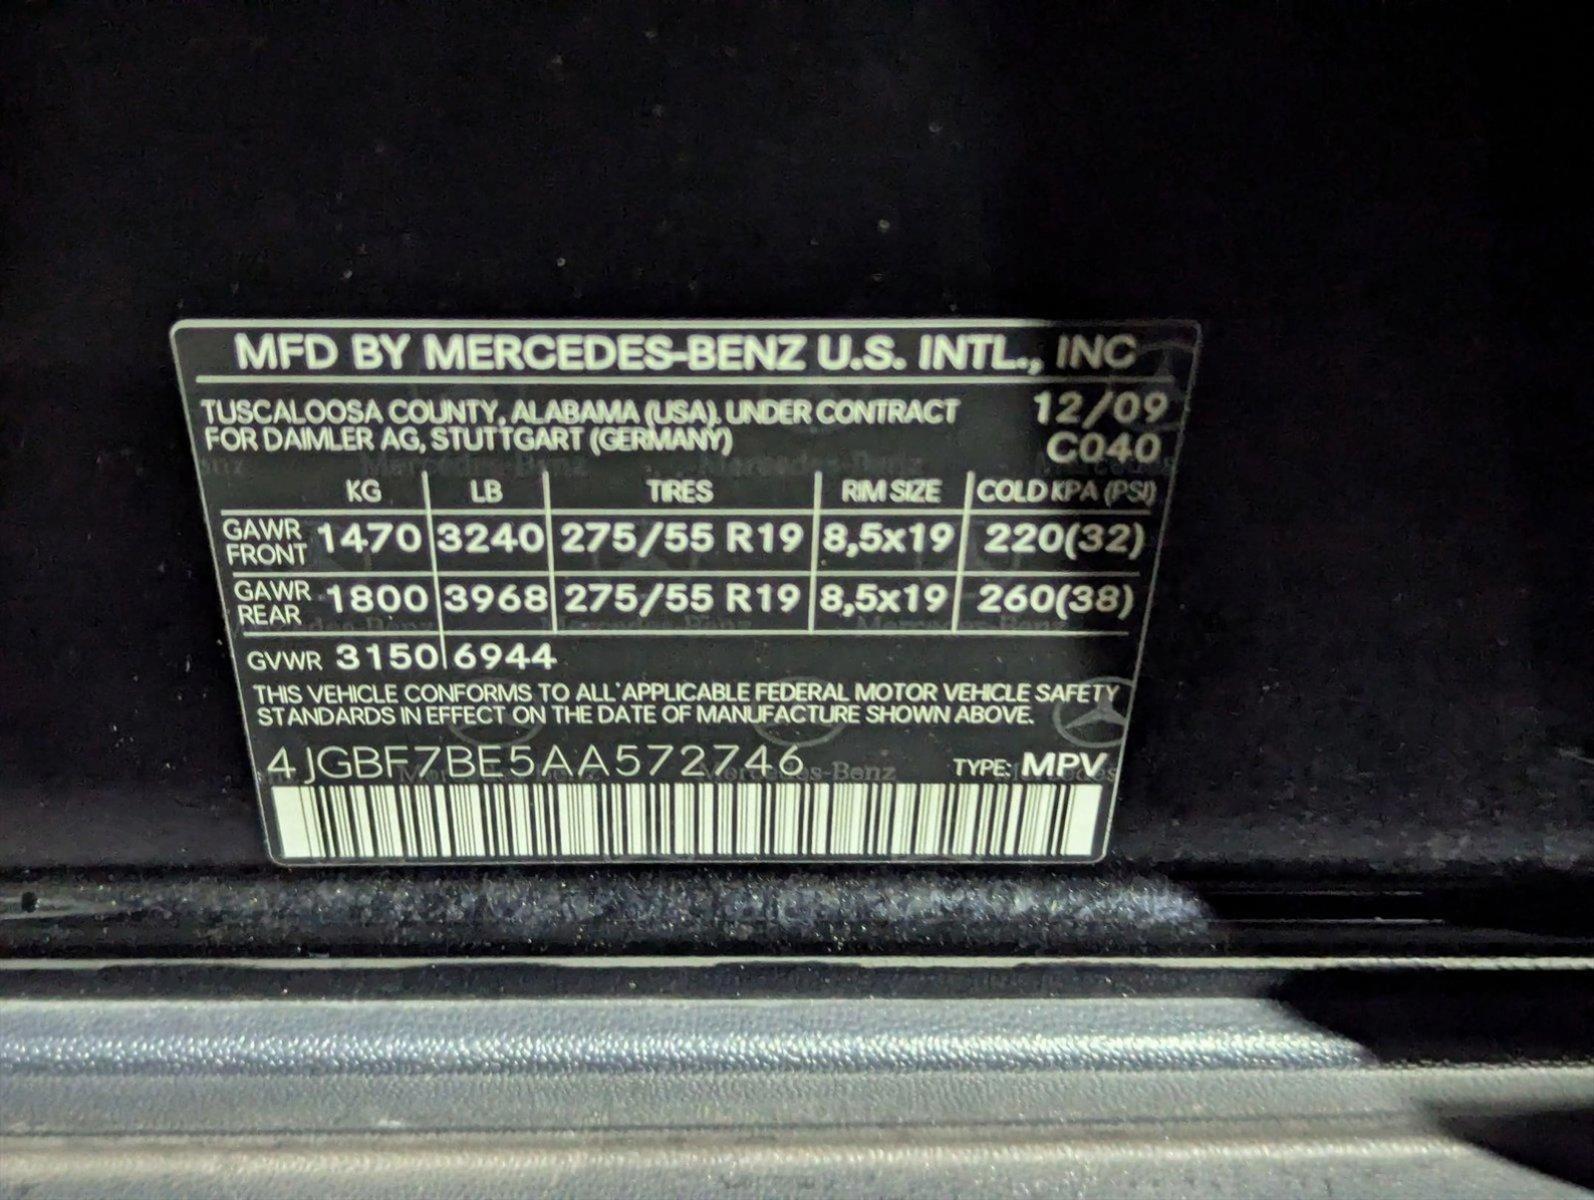 MFD BY MERCEDES-BENZ U.S. INTL., INC
TUSCALOOSA COUNTY, ALABAMA (USA), UNDER CONTRACT 12/09
FOR DAIMLER AG, STUTTGART (GERMANY) C040
KG LB TIRES RIM SIZE COLD KPA (PSI)
GAWR FRONT 1470 3240 275/55 R19 8,5x19 220(32)
GAWR REAR 1800 3968 275/55 R19 8,5x19 260(38)
GVWR 3150 6944
THIS VEHICLE CONFORMS TO ALL APPLICABLE FEDERAL MOTOR VEHICLE SAFETY
STANDARDS IN EFFECT ON THE DATE OF MANUFACTURE SHOWN ABOVE.
4JGBF7BE5AA572746 TYPE: MPV